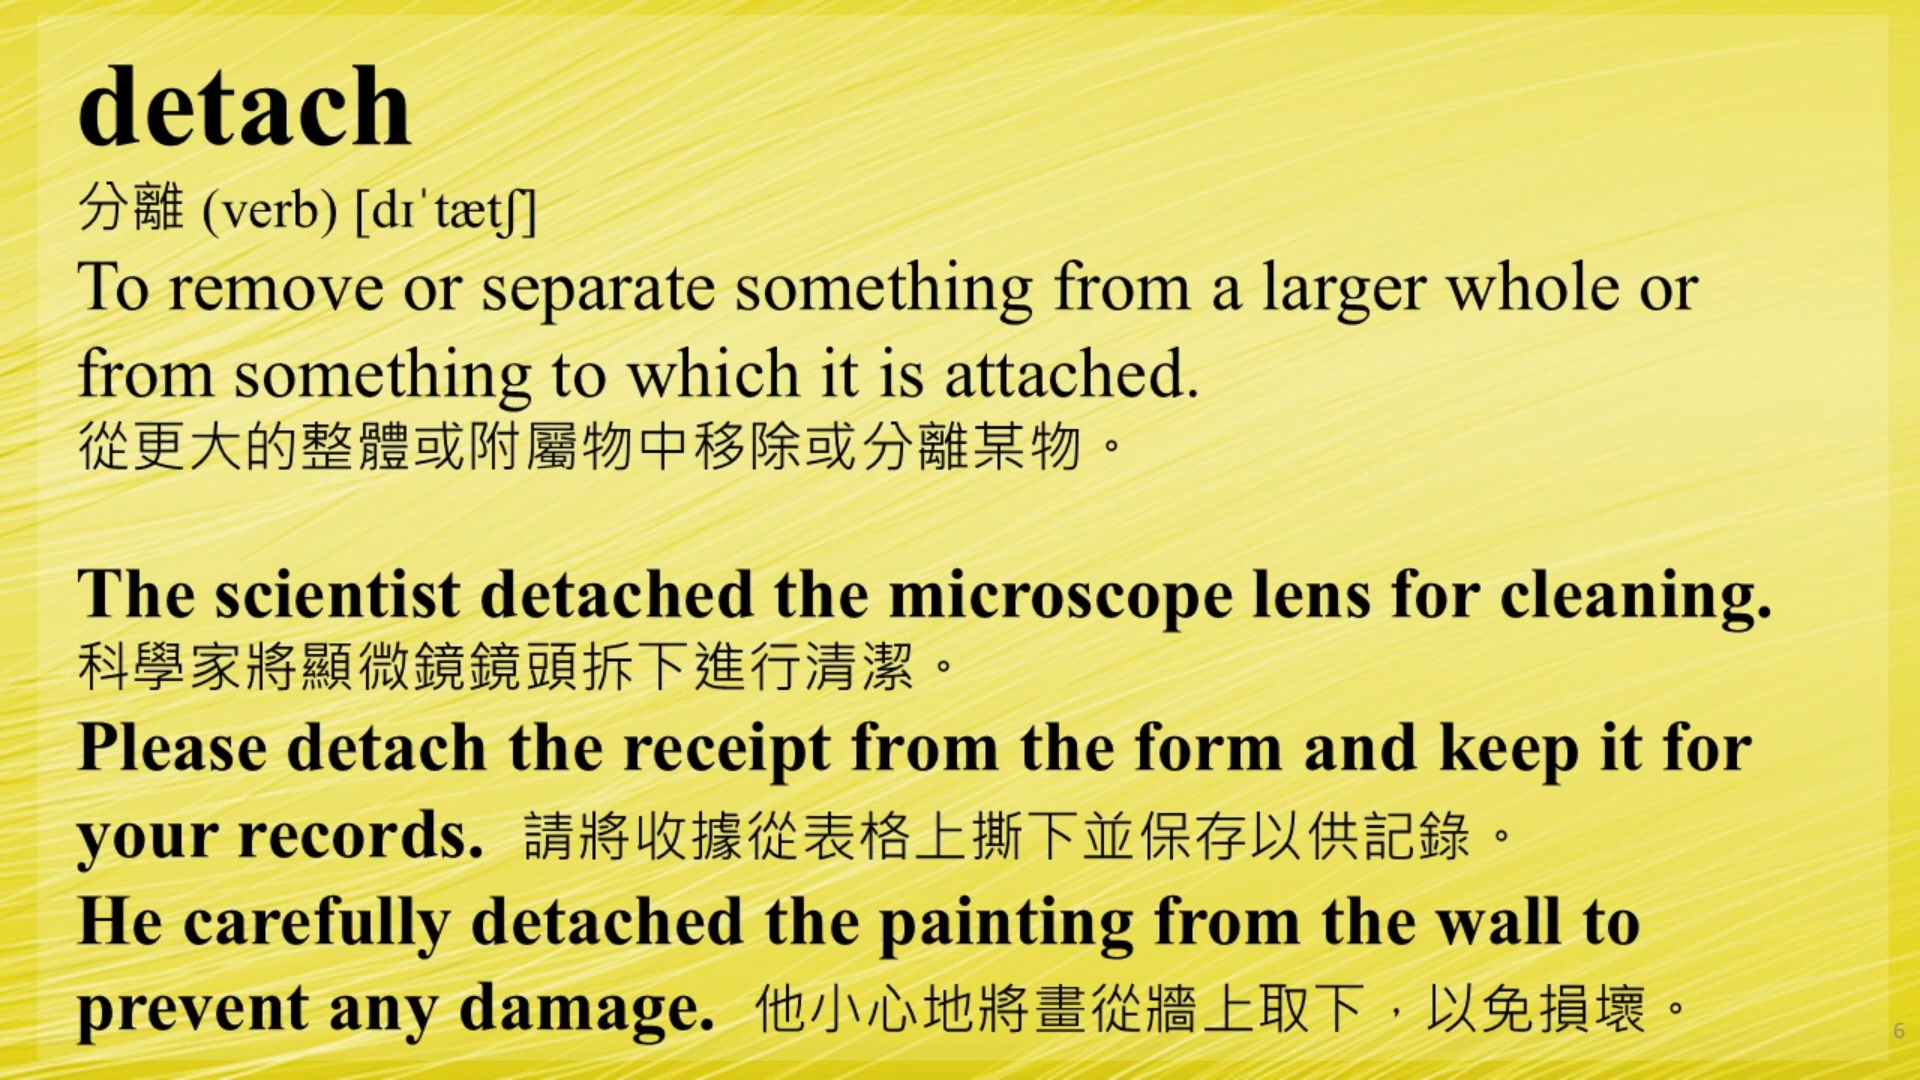 detach
分離 (verb) [dɪˈtætʃ]
To remove or separate something from a larger whole or
from something to which it is attached.
從更大的整體或附屬物中移除或分離某物。
The scientist detached the microscope lens for cleaning.
科學家將顯微鏡鏡頭拆下進行清潔。
Please detach the receipt from the form and keep it for
your records. 請將收據從表格上撕下並保存以供記錄。
He carefully detached the painting from the wall to
prevent any damage. 他小心地將畫從牆上取下，以免損壞。
6